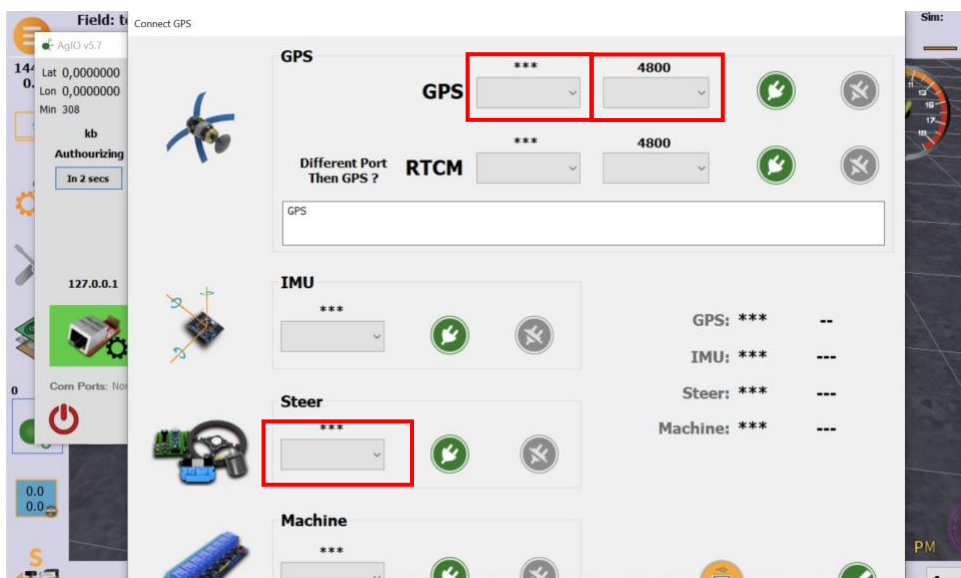 Field: t
Connect GPS
Sim:
AgIO v5.7
144
0.
Lat 0,0000000
Lon 0,0000000
Min 308
kb
Authourizing
In 2 secs
127.0.0.1
Com Ports: Nor
0
0.0
0.0
S
GPS
GPS
***
4800
Different Port
Then GPS ?
RTCM
***
4800
GPS
IMU
***
Steer
***
Machine
***
GPS: *** --
IMU: *** ---
Steer: *** ---
Machine: *** ---
PM